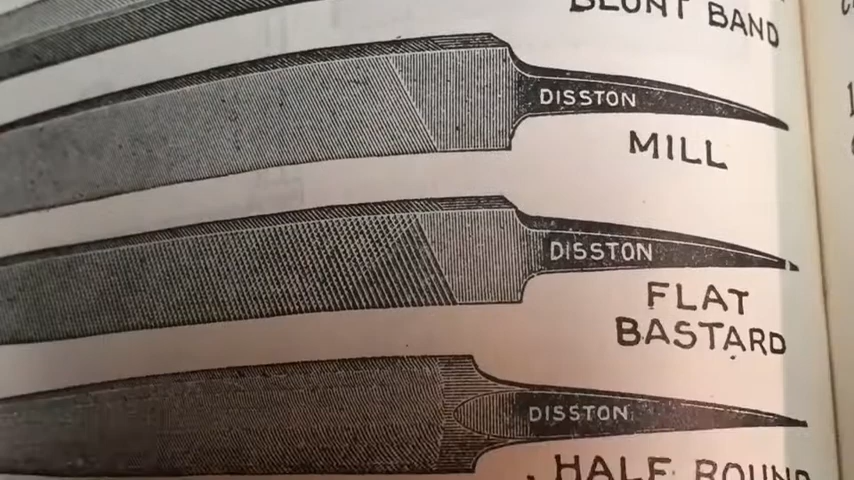 BLUNT BAND
DISSTON
MILL
DISSTON
FLAT
BASTARD
DISSTON
HALF ROUND